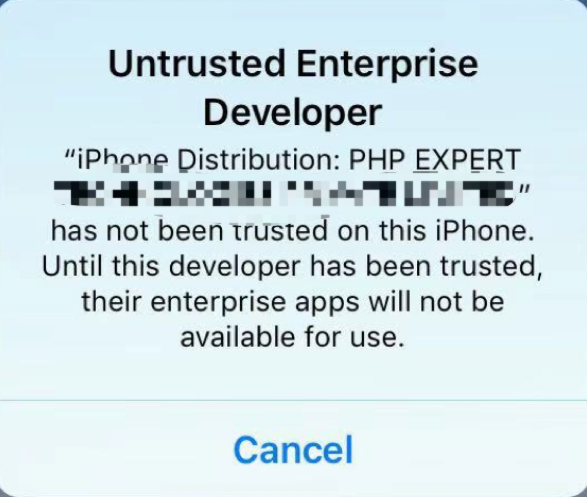 Untrusted Enterprise
Developer
“iPhone Distribution: PHP EXPERT
”
has not been trusted on this iPhone.
Until this developer has been trusted,
their enterprise apps will not be
available for use.
Cancel